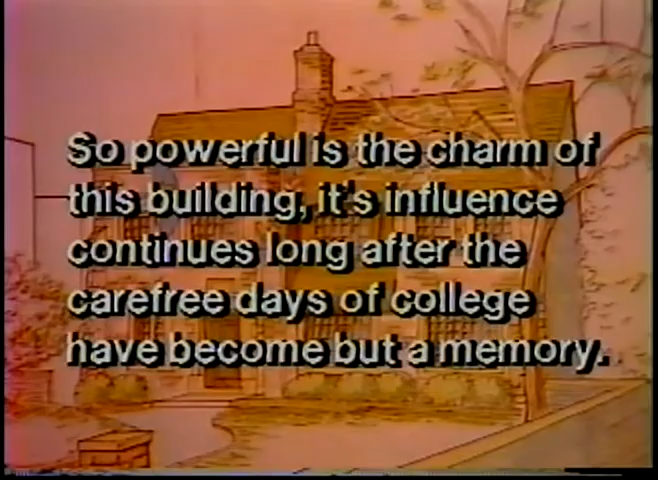 So powerful is the charm of
this building, it's influence
continues long after the
carefree days of college
have become but a memory.